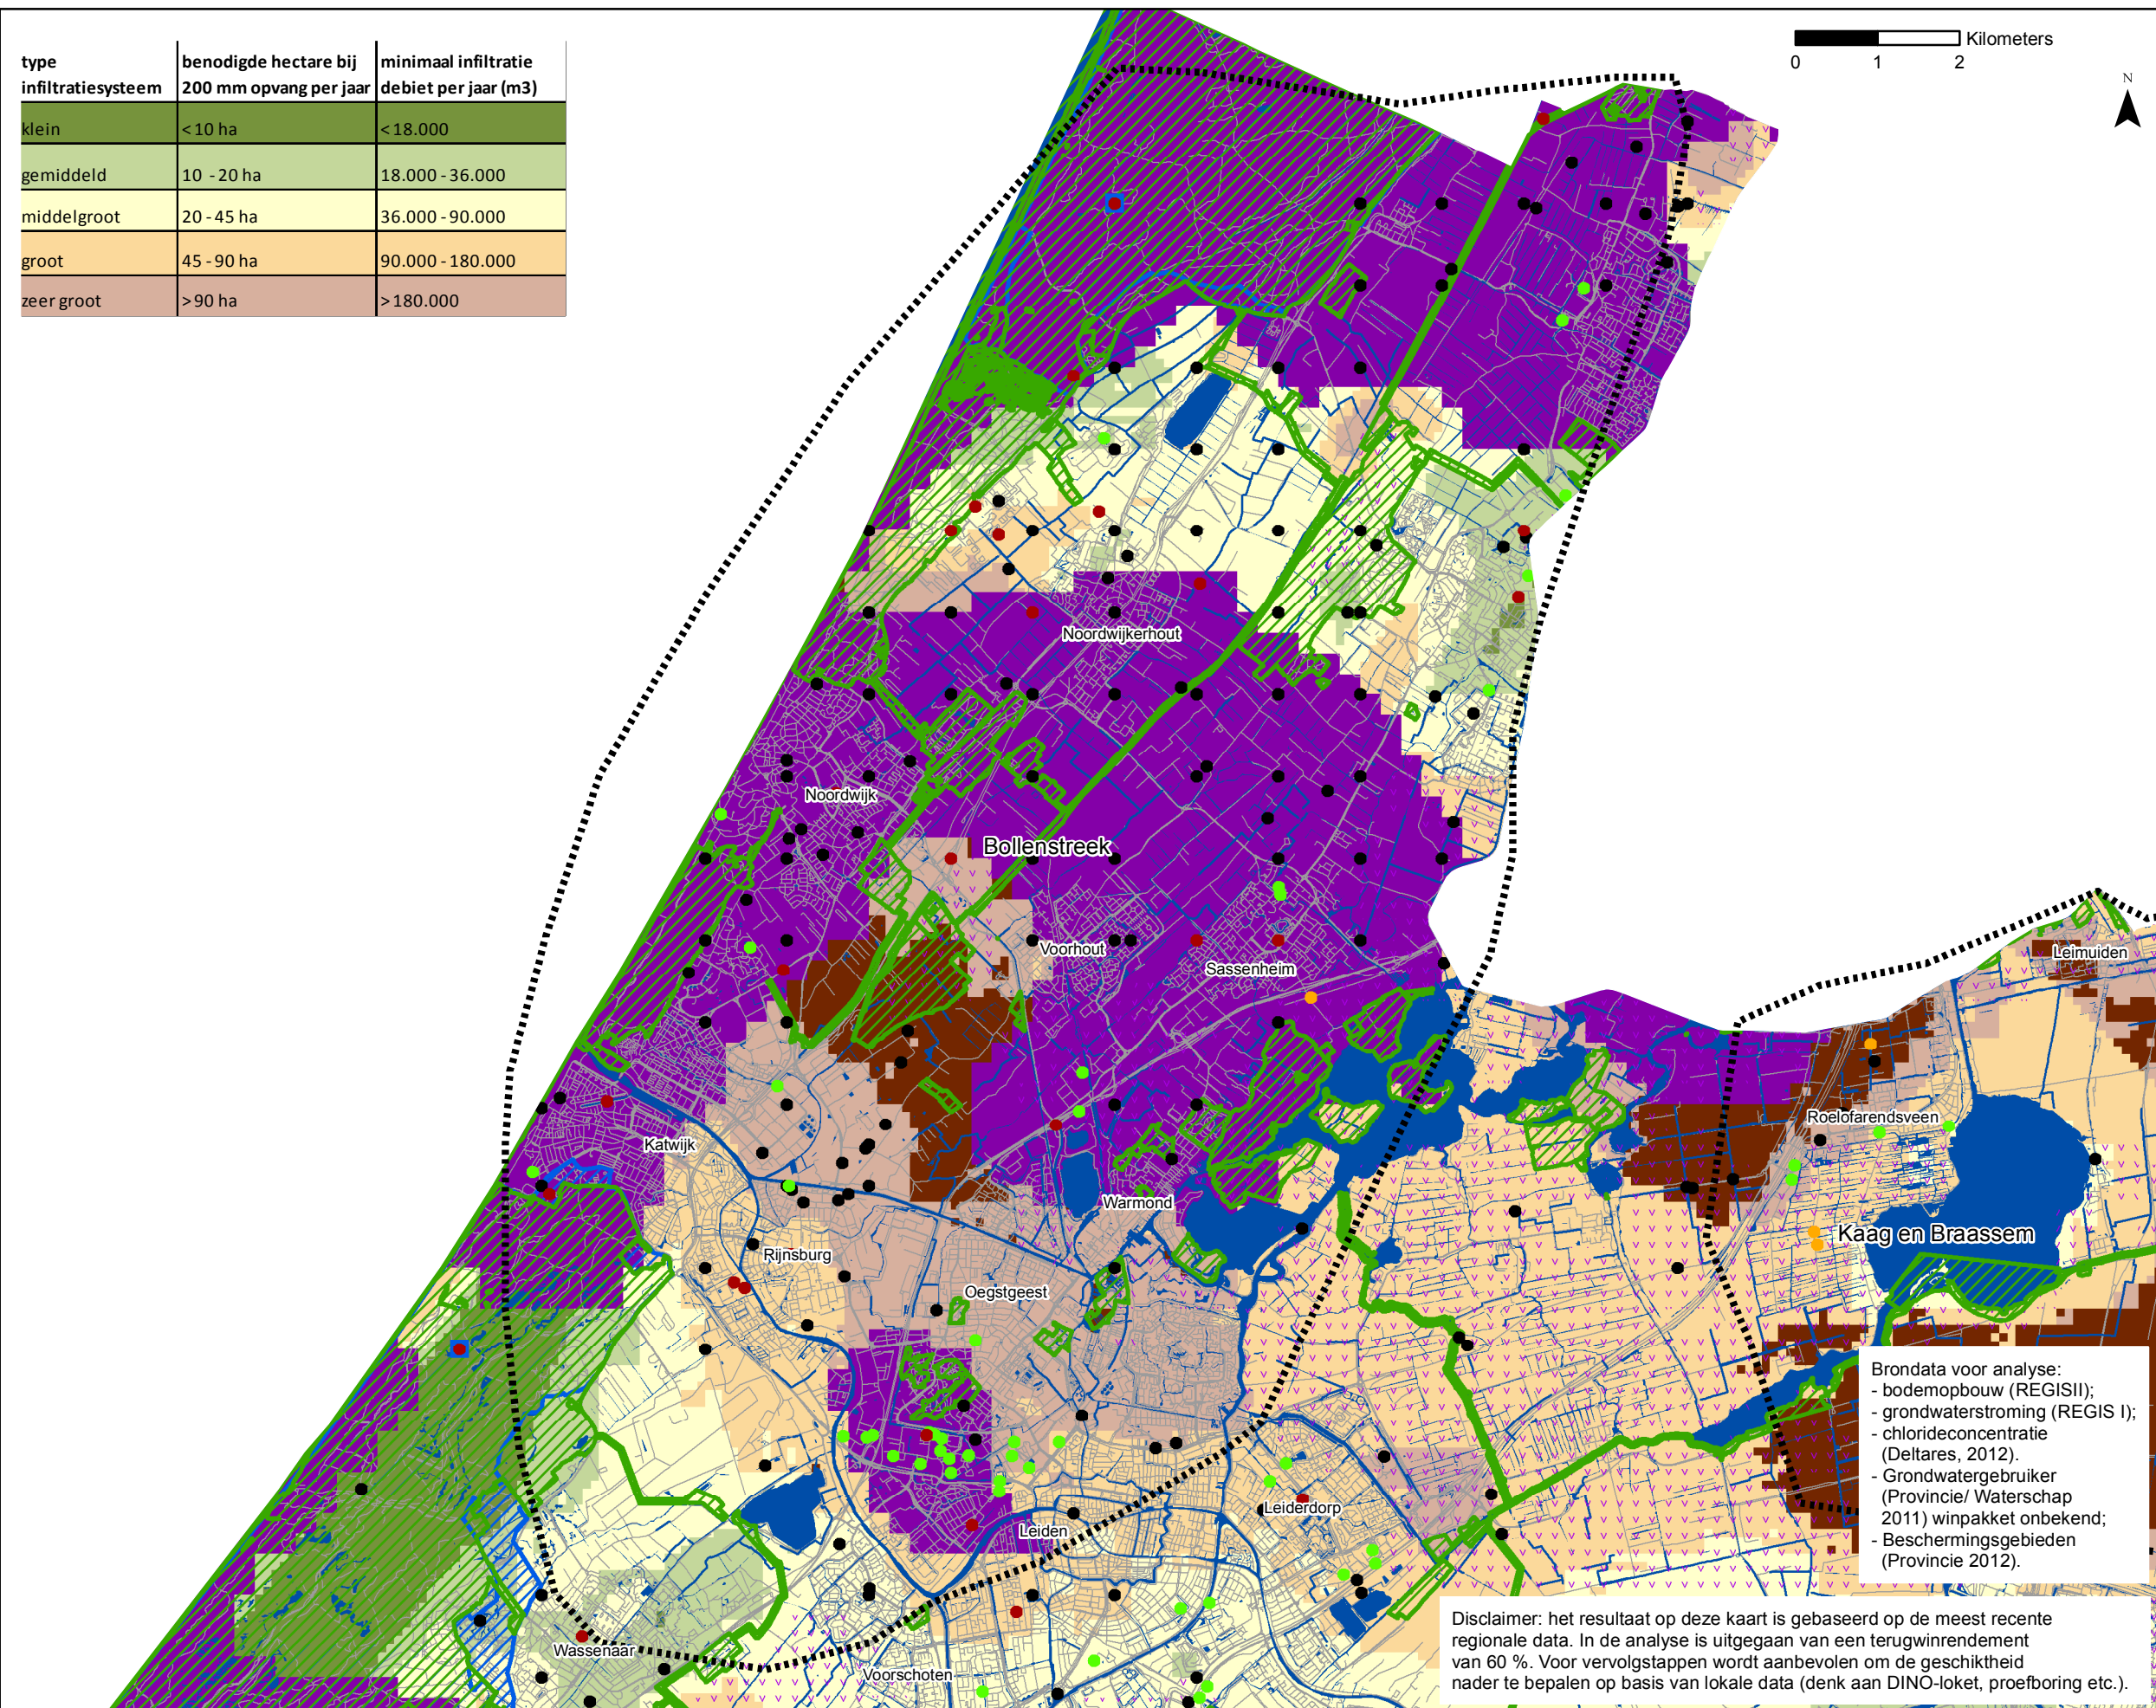 type infiltratiesysteem
benodigde hectare bij 200 mm opvang per jaar
minimaal infiltratie debiet per jaar (m3)
klein <10 ha <18.000
gemiddeld 10 - 20 ha 18.000 - 36.000
middelgroot 20 - 45 ha 36.000 - 90.000
groot 45 - 90 ha 90.000 - 180.000
zeer groot >90 ha >180.000
Kilometers
0 1 2
N
Noordwijkerhout
Noordwijk
Bollenstreek
Voorhout
Sassenheim
Leimuiden
Roelofarendsveen
Katwijk
Warmond
Kaag en Braassem
Rijnsburg
Oegstgeest
Leiderdorp
Leiden
Wassenaar
Voorschoten
Brondata voor analyse:
- bodemopbouw (REGISII);
- grondwaterstroming (REGIS I);
- chlorideconcentratie
(Deltares, 2012).
- Grondwatergebruiker
(Provincie/ Waterschap
2011) winpakket onbekend;
- Beschermingsgebieden
(Provincie 2012).
Disclaimer: het resultaat op deze kaart is gebaseerd op de meest recente
regionale data. In de analyse is uitgegaan van een terugwinrendement
van 60 %. Voor vervolgstappen wordt aanbevolen om de geschiktheid
nader te bepalen op basis van lokale data (denk aan DINO-loket, proefboring etc.).